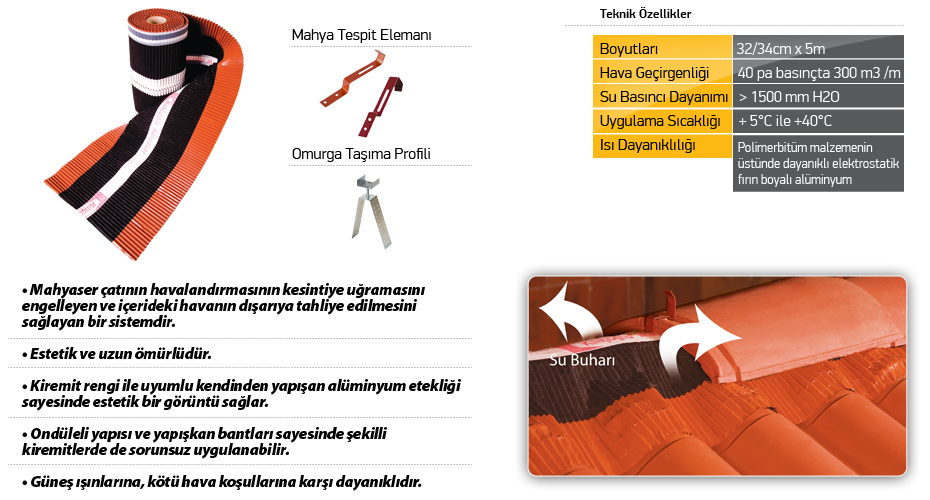 Mahya Tespit Elemanı
Omurga Taşıma Profili
Teknik Özellikler
Boyutları 32/34cm x 5m
Hava Geçirgenliği 40 pa basınçta 300 m3 /m
Su Basıncı Dayanımı > 1500 mm H2O
Uygulama Sıcaklığı + 5°C ile +40°C
Isı Dayanıklılığı Polimerbitüm malzemenin
üstünde dayanıklı elektrostatik
fırın boyalı alüminyum
• Mahyaser çatının havalandırmasının kesintiye uğramasını
engelleyen ve içerideki havanın dışarıya tahliye edilmesini
sağlayan bir sistemdir.
• Estetik ve uzun ömürlüdür.
• Kiremit rengi ile uyumlu kendinden yapışan alüminyum etekliği
sayesinde estetik bir görüntü sağlar.
• Ondüleli yapısı ve yapışkan bantları sayesinde şekilli
kiremitlerde de sorunsuz uygulanabilir.
• Güneş ışınlarına, kötü hava koşullarına karşı dayanıklıdır.
Su Buharı